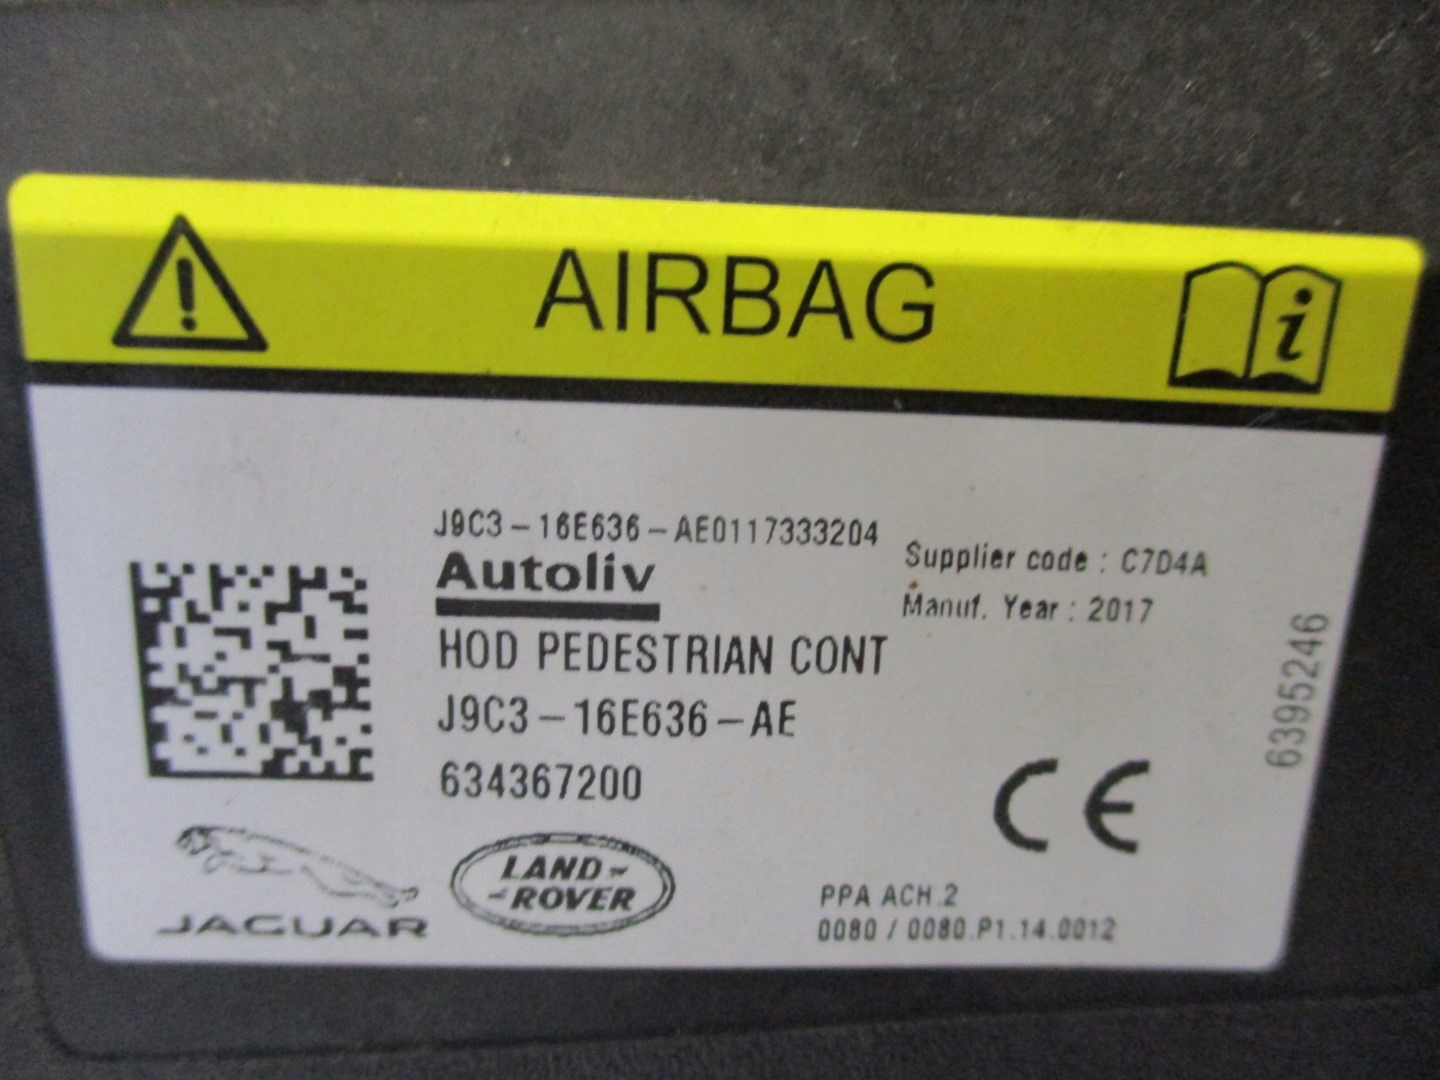 AIRBAG
J9C3-16E636-AE0117333204
Autoliv
HOD PEDESTRIAN CONT
J9C3-16E636-AE
634367200
Supplier code : C7D4A
Manuf. Year : 2017
6395246
CE
JAGUAR
LAND-
-ROVER
PPA ACH.2
0080 / 0080.P1.14.0012